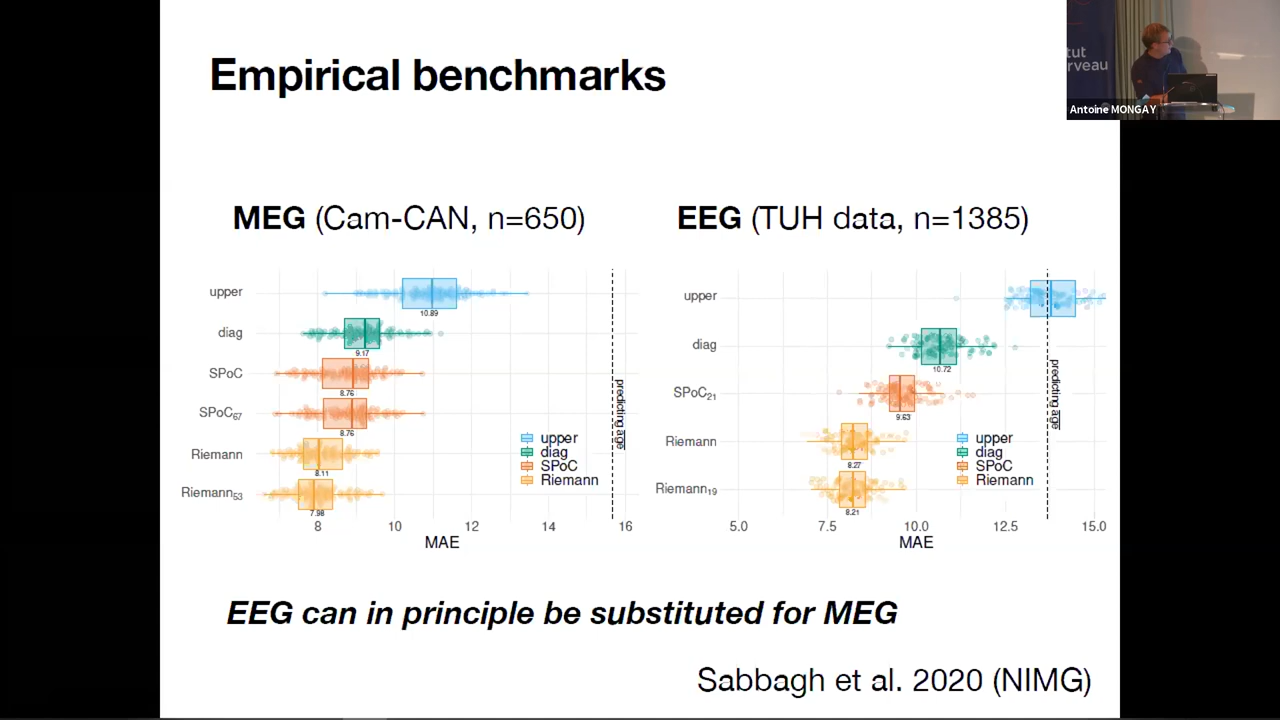 Empirical benchmarks
tut
rveau
Antoine MONGAY
MEG (Cam-CAN, n=650)
upper
10.89
diag
9.17
SPoC
8.76
SPoC67
8.76
Riemann
8.11
Riemann53
7.98
upper
diag
SPoC
Riemann
8 10 12 14 16
MAE
EEG (TUH data, n=1385)
upper
diag
10.72
SPoC21
9.63
Riemann
8.27
Riemann19
8.21
predicting age
upper
diag
SPoC
Riemann
5.0 7.5 10.0 12.5 15.0
MAE
EEG can in principle be substituted for MEG
Sabbagh et al. 2020 (NIMG)